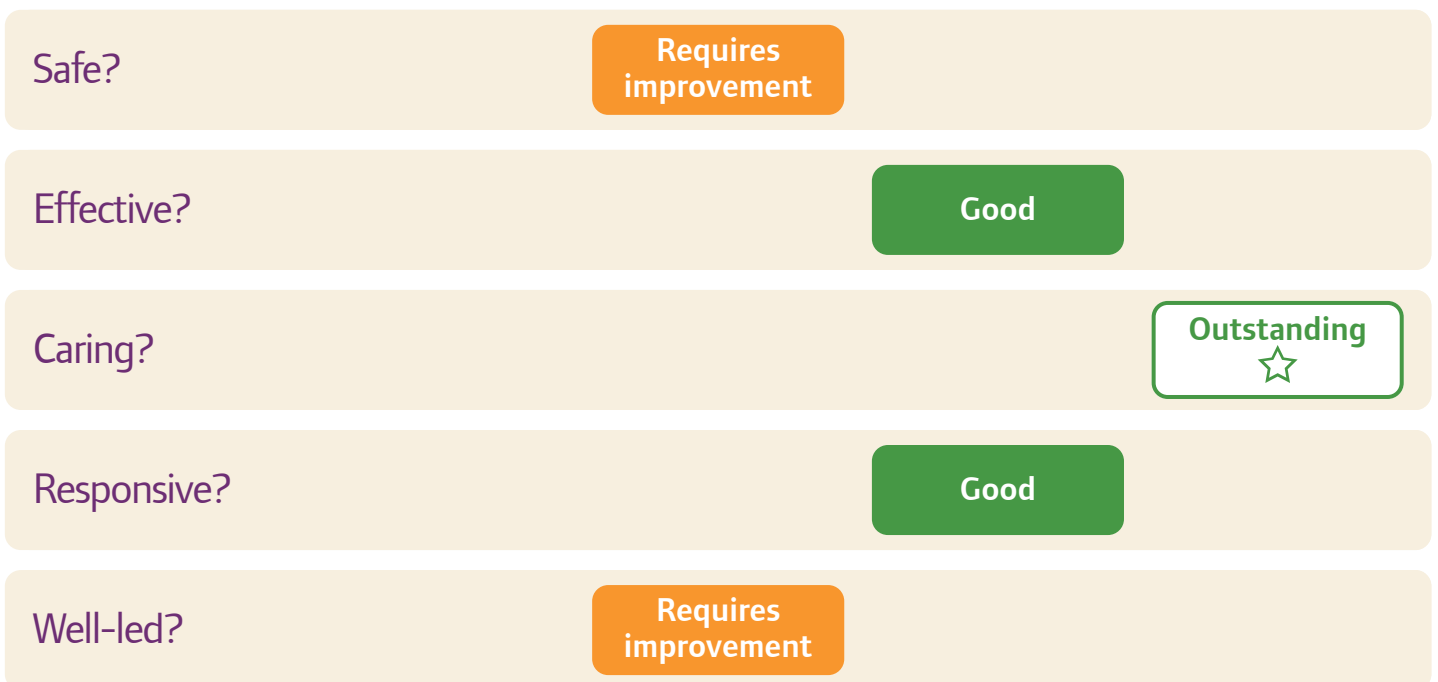 Safe?
Requires
improvement
Effective?
Good
Caring?
Outstanding
Responsive?
Good
Well-led?
Requires
improvement